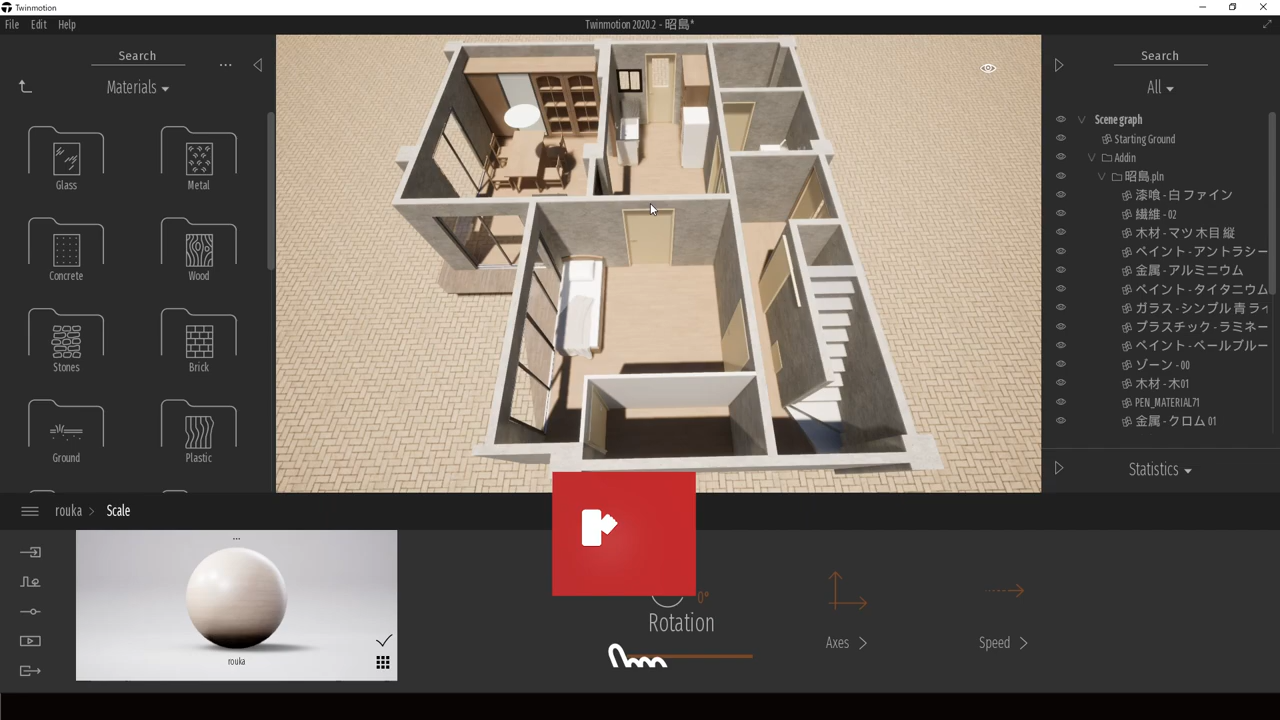 Twinmotion
File
Edit
Help
Twinmotion 2020.2 - 昭島*
Search
Materials
Glass
Metal
Concrete
Wood
Stones
Brick
Ground
Plastic
Search
All
Scene graph
Starting Ground
Addin
昭島.pln
漆喰 - 白 ファイン
繊維 - 02
木材 - マツ 木目 縦
ペイント - アントラシー
金属 - アルミニウム
ペイント - タイタニウム
ガラス - シンプル 青 ラ
プラスチック - ラミネー
ペイント - ペールブルー
ゾーン - 00
木材 - 木01
PEN_MATERIAL71
金属 - クロム 01
Statistics
rouka > Scale
rouka
0°
Rotation
Axes
Speed